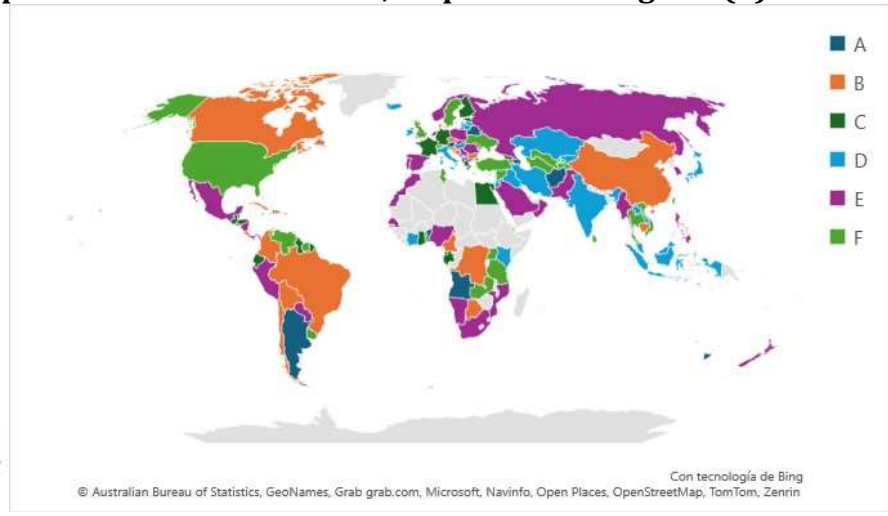 A
B
C
D
E
F
Con tecnología de Bing
© Australian Bureau of Statistics, GeoNames, Grab grab.com, Microsoft, Navinfo, Open Places, OpenStreetMap, TomTom, Zenrin